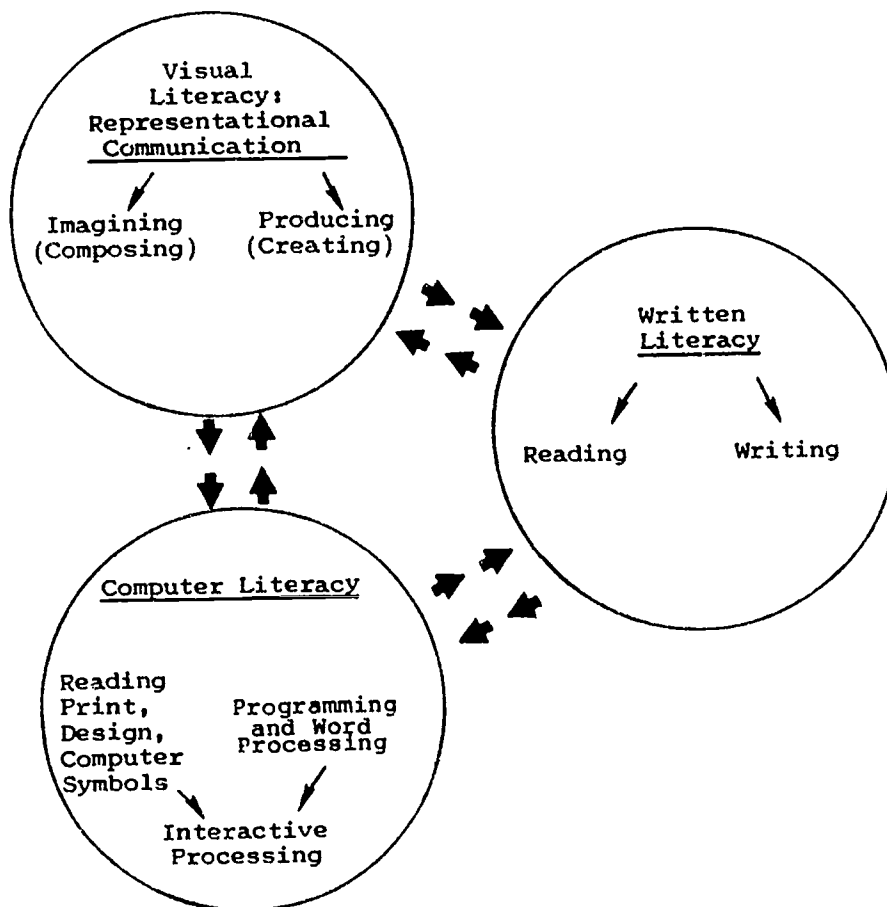 Visual
Literacy:
Representational
Communication
Imagining
(Composing)
Producing
(Creating)
Written
Literacy
Reading
Writing
Computer Literacy
Reading
Print,
Design,
Computer
Symbols
Programming
and Word
Processing
Interactive
Processing